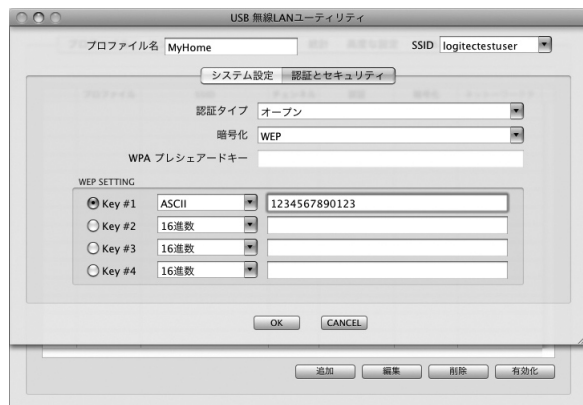 USB 無線LANユーティリティ
プロファイル名 MyHome SSID logitectestuser
システム設定 認証とセキュリティ
認証タイプ オープン
暗号化 WEP
WPA プレシェアードキー
WEP SETTING
Key #1 ASCII 1234567890123
Key #2 16進数
Key #3 16進数
Key #4 16進数
OK CANCEL
追加 編集 削除 有効化